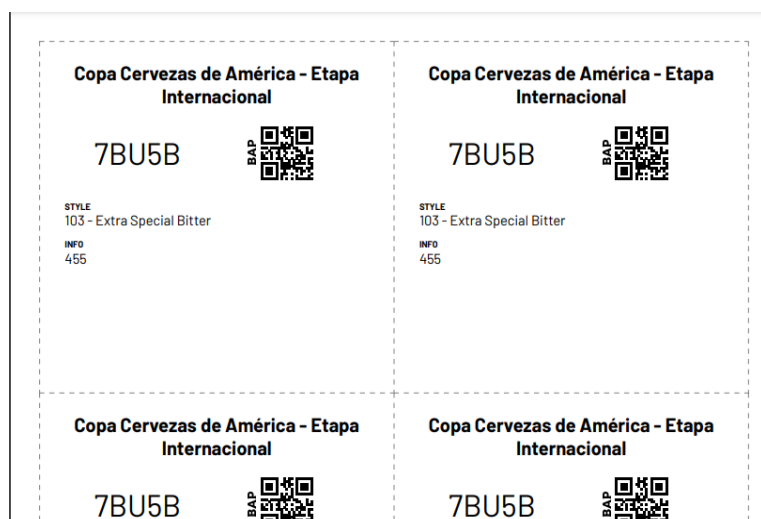 Copa Cervezas de América - Etapa
Internacional
7BU5B
BAP
STYLE
103 - Extra Special Bitter
INFO
455
Copa Cervezas de América - Etapa
Internacional
7BU5B
BAP
STYLE
103 - Extra Special Bitter
INFO
455
Copa Cervezas de América - Etapa
Internacional
7BU5B
BAP
Copa Cervezas de América - Etapa
Internacional
7BU5B
BAP